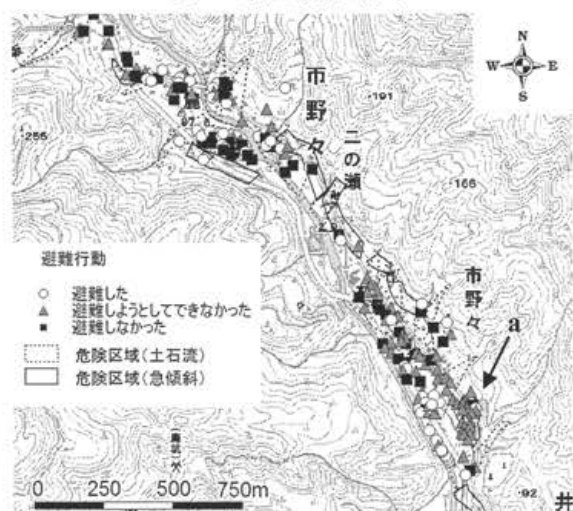 N
W E
S
市野々
二の瀬
市野々
a
・191
・255
166
・92
井
避難行動
避難した
避難しようとしてできなかった
避難しなかった
危険区域(土石流)
危険区域(急傾斜)
0 250 500 750m